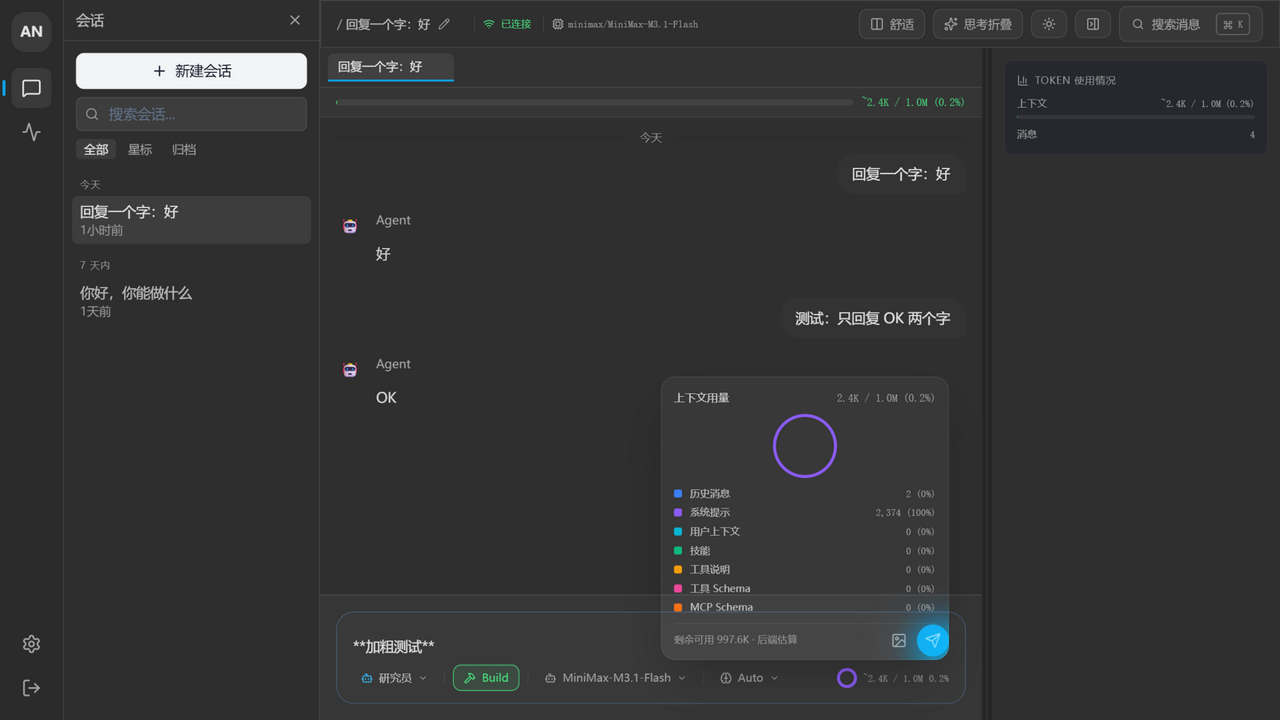 AN
会话
新建会话
搜索会话...
全部 星标 归档
今天
回复一个字：好
1小时前
7 天内
你好，你能做什么
1天前
/ 回复一个字：好 已连接 minimax/MiniMax-M3.1-Flash
舒适 思考折叠 搜索消息 ⌘ K
回复一个字：好
~2.4K / 1.0M (0.2%)
今天
回复一个字：好
Agent
好
测试：只回复 OK 两个字
Agent
OK
上下文用量 2.4K / 1.0M (0.2%)
历史消息 2 (0%)
系统提示 2,374 (100%)
用户上下文 0 (0%)
技能 0 (0%)
工具说明 0 (0%)
工具 Schema 0 (0%)
MCP Schema 0 (0%)
剩余可用 997.6K · 后端估算
**加粗测试**
研究员 Build MiniMax-M3.1-Flash Auto ~2.4K / 1.0M 0.2%
TOKEN 使用情况
上下文 ~2.4K / 1.0M (0.2%)
消息 4